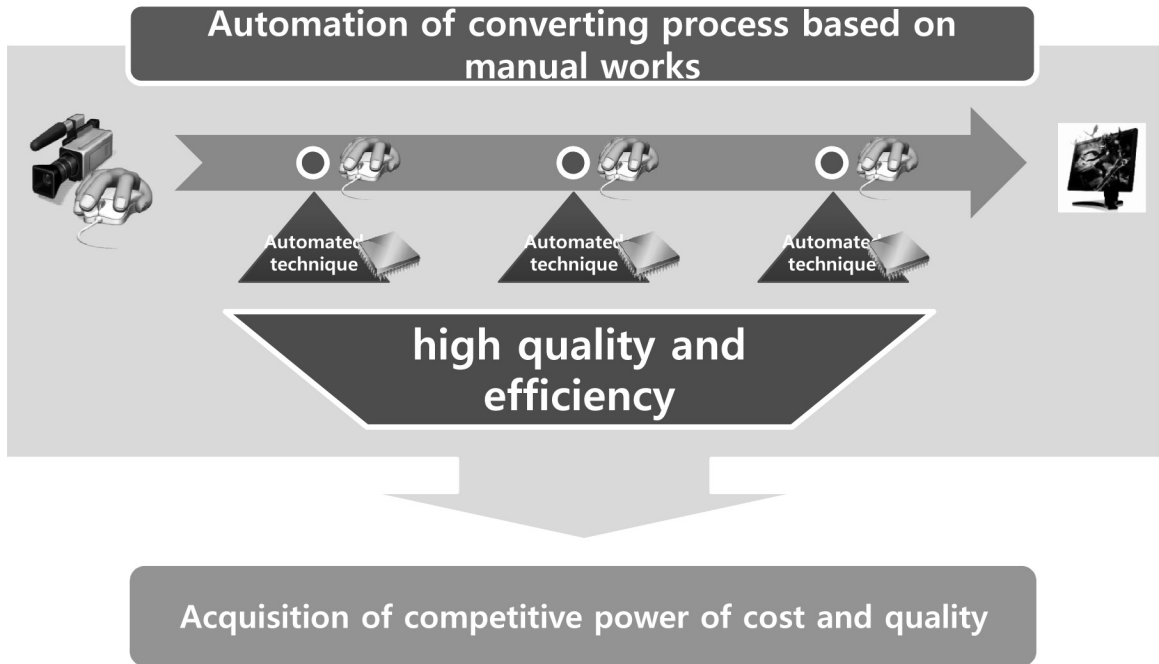 Automation of converting process based on
manual works
Automated
technique
Automated
technique
Automated
technique
high quality and
efficiency
Acquisition of competitive power of cost and quality